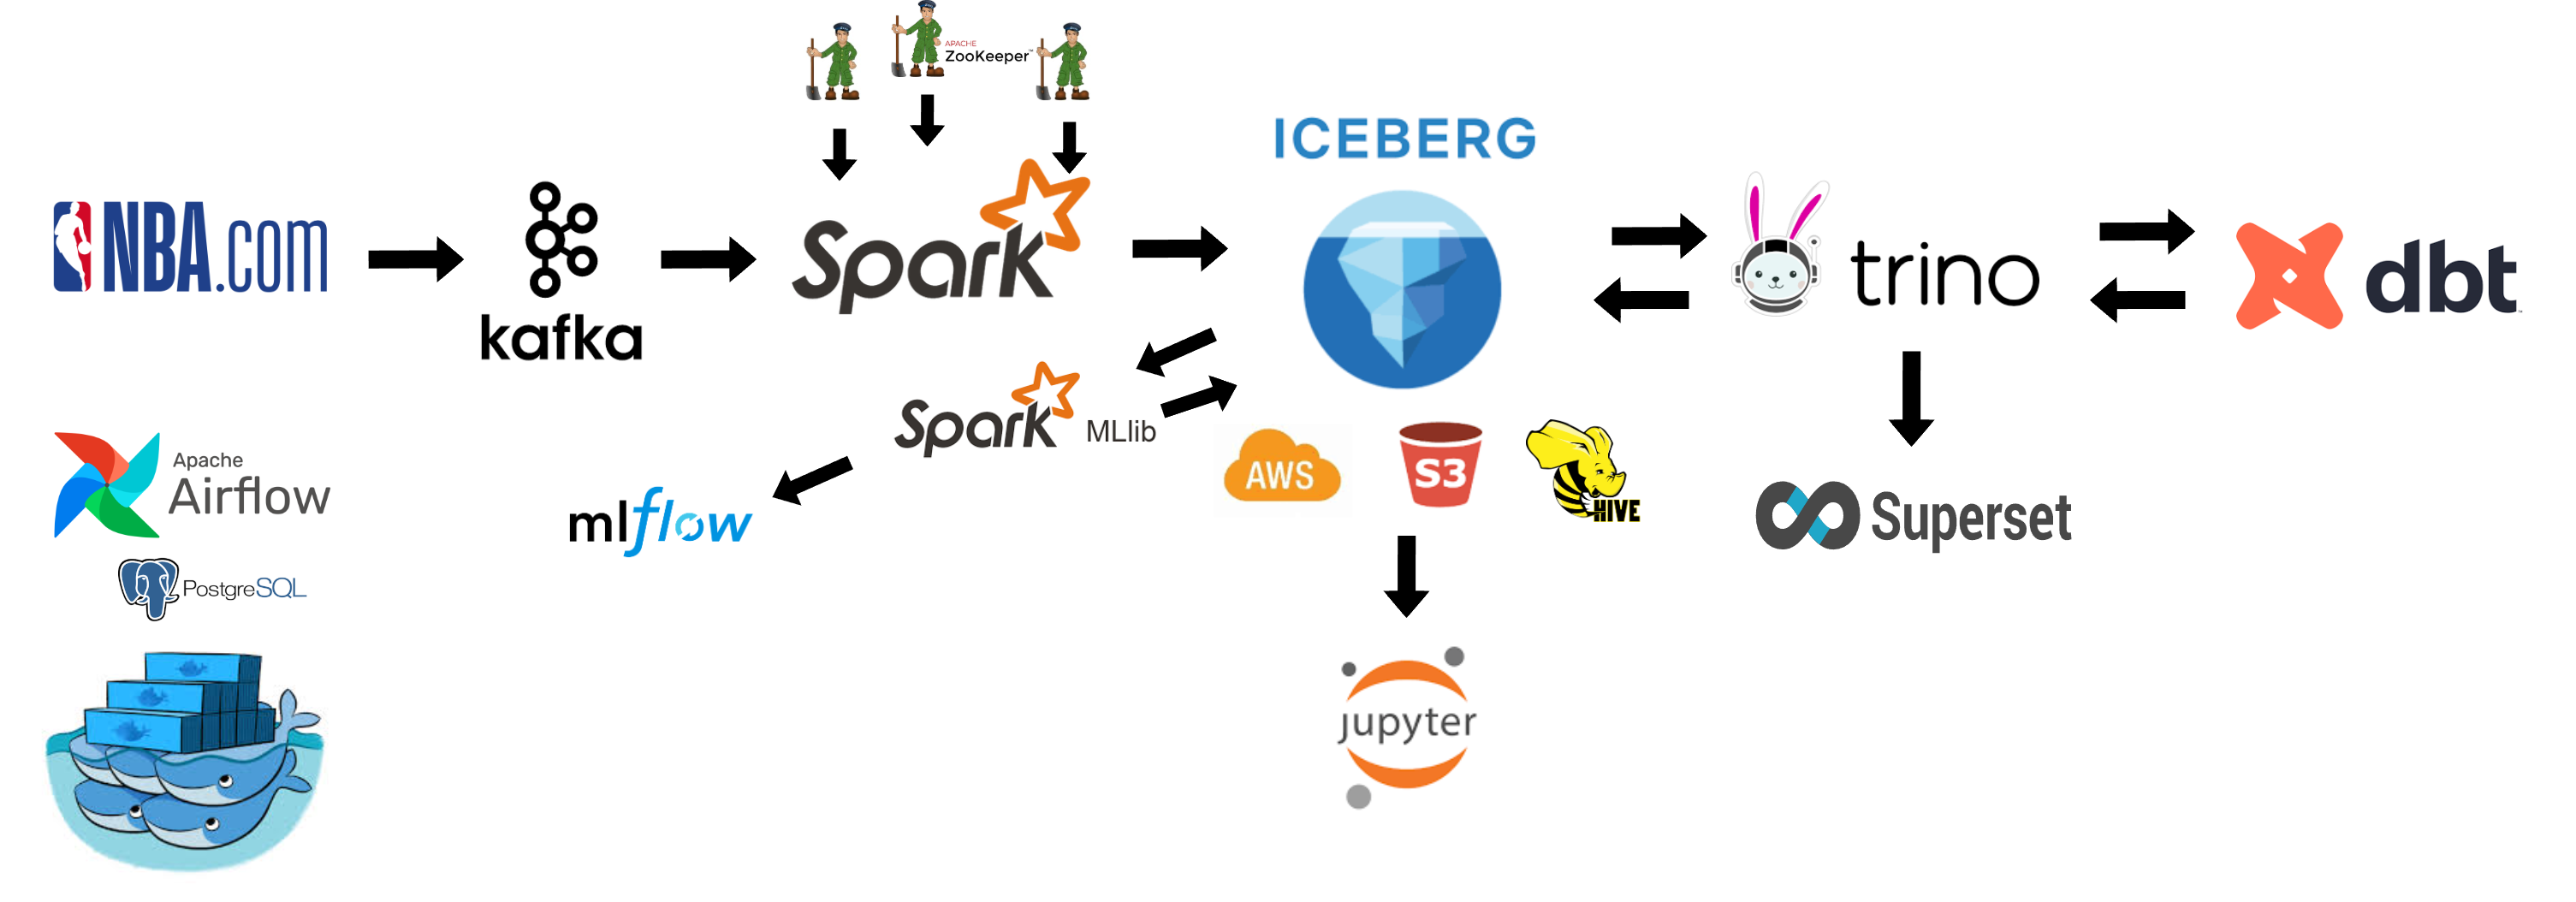 APACHE
ZooKeeper™
ICEBERG
NBA.com
kafka
Spark
trino
dbt
Spark MLlib
Apache
Airflow
mlflow
AWS
S3
HIVE
Superset
PostgreSQL
jupyter